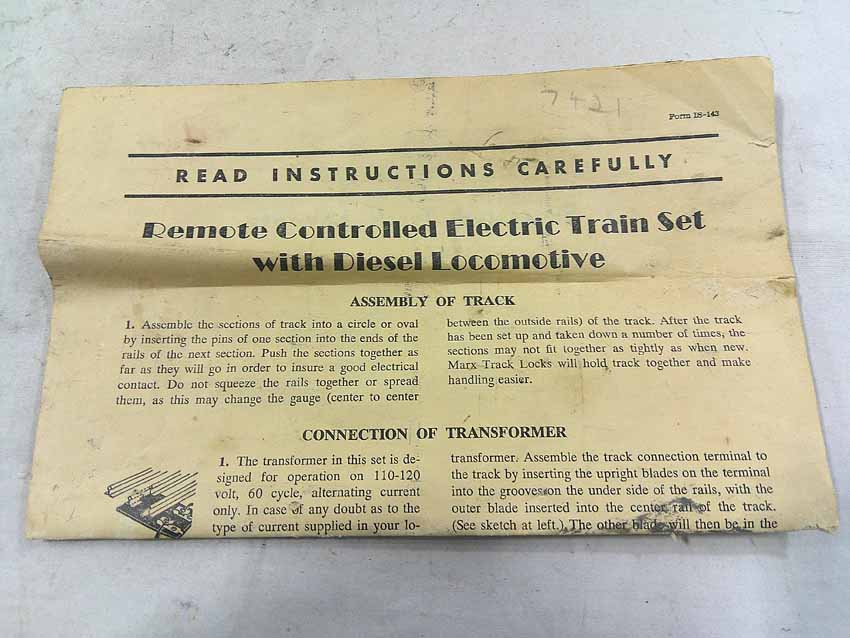 7421
Form IS-143
READ INSTRUCTIONS CAREFULLY
Remote Controlled Electric Train Set
with Diesel Locomotive
ASSEMBLY OF TRACK
1. Assemble the sections of track into a circle or oval
by inserting the pins of one section into the ends of the
rails of the next section. Push the sections together as
far as they will go in order to insure a good electrical
contact. Do not squeeze the rails together or spread
them, as this may change the gauge (center to center
between the outside rails) of the track. After the track
has been set up and taken down a number of times, the
sections may not fit together as tightly as when new.
Marx Track Locks will hold track together and make
handling easier.
CONNECTION OF TRANSFORMER
1. The transformer in this set is de-
signed for operation on 110-120
volt, 60 cycle, alternating current
only. In case of any doubt as to the
type of current supplied in your lo-
transformer. Assemble the track connection terminal to
the track by inserting the upright blades on the terminal
into the grooves on the under side of the rails, with the
outer blade inserted into the center rail of the track.
(See sketch at left.) The other blade will then be in the